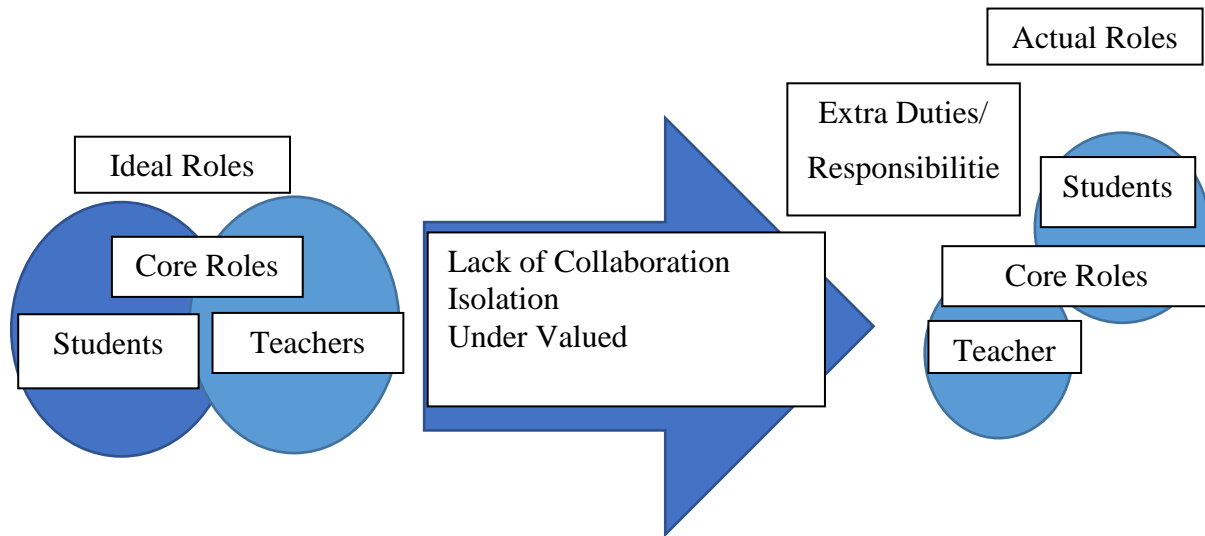 Ideal Roles
Core Roles
Students
Teachers
Lack of Collaboration
Isolation
Under Valued
Actual Roles
Extra Duties/
Responsibilitie
Students
Core Roles
Teacher